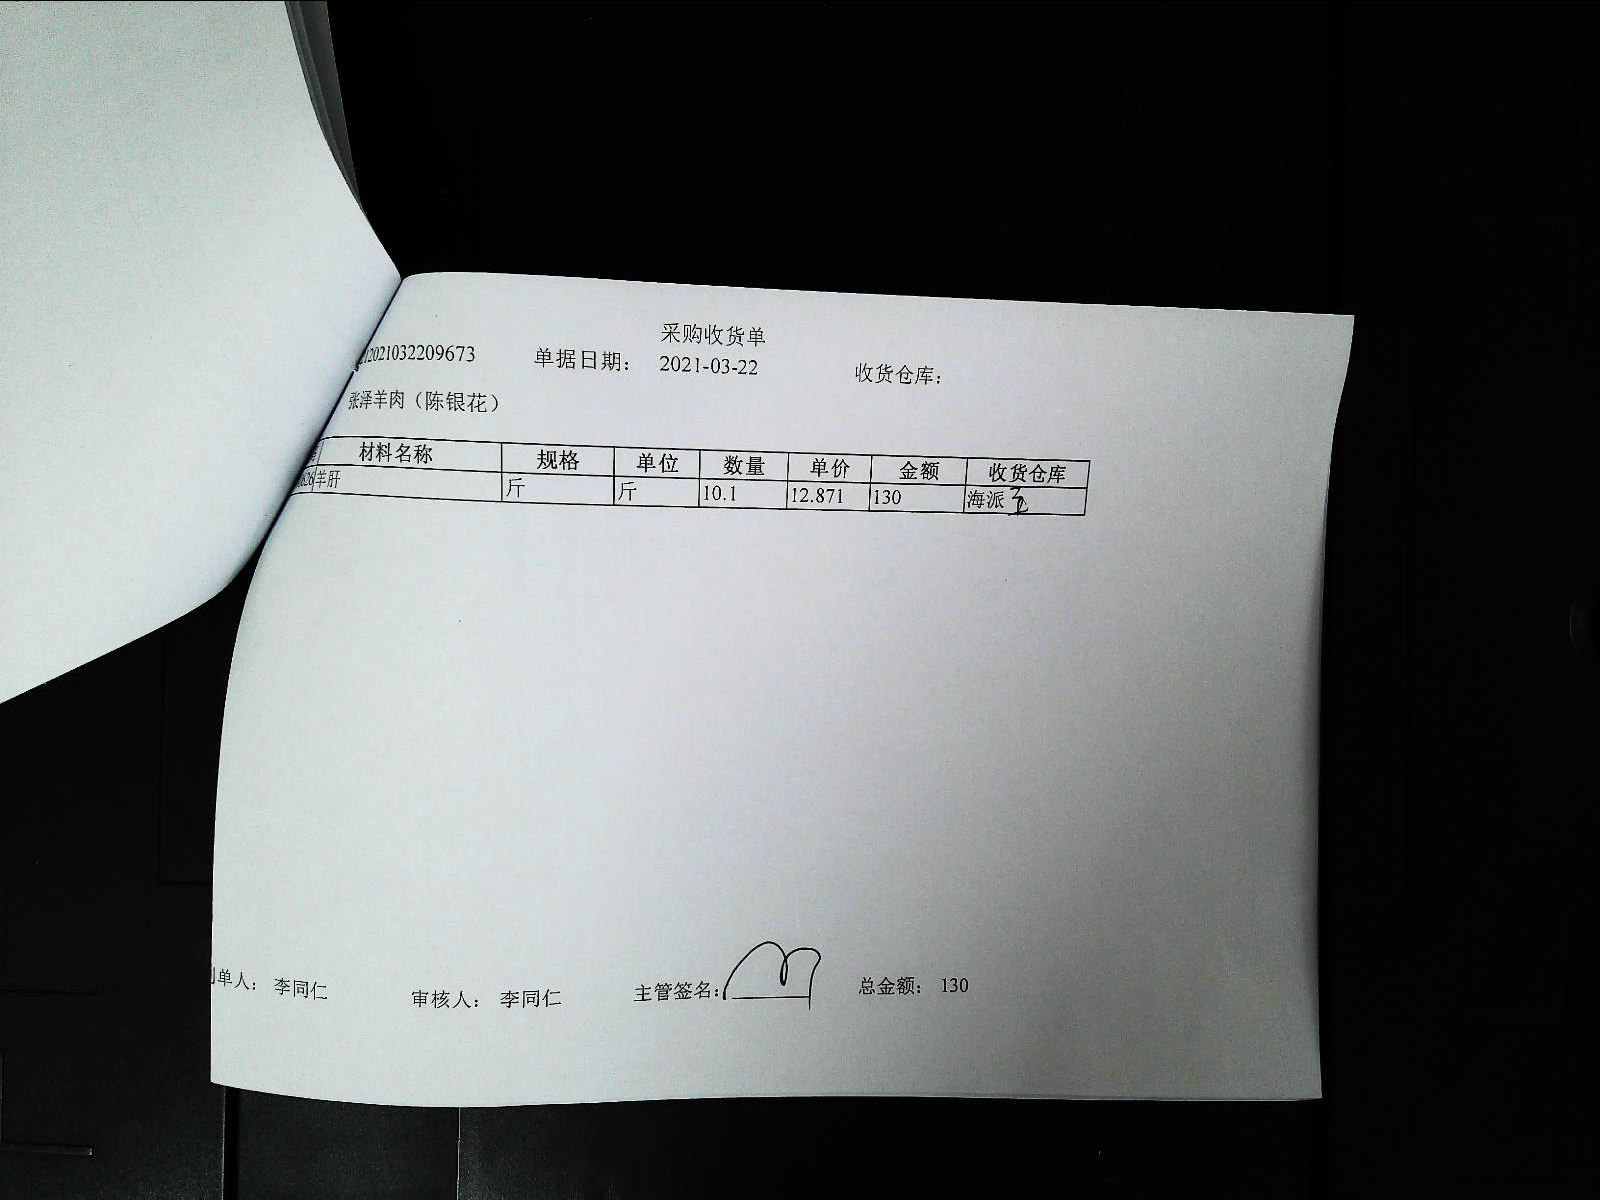 采购收货单
2021032209673 单据日期: 2021-03-22 收货仓库:
张泽羊肉（陈银花）
材料名称 规格 单位 数量 单价 金额 收货仓库
羊肝 斤 斤 10.1 12.871 130 海派
单人: 李同仁 审核人: 李同仁 主管签名: 总金额: 130